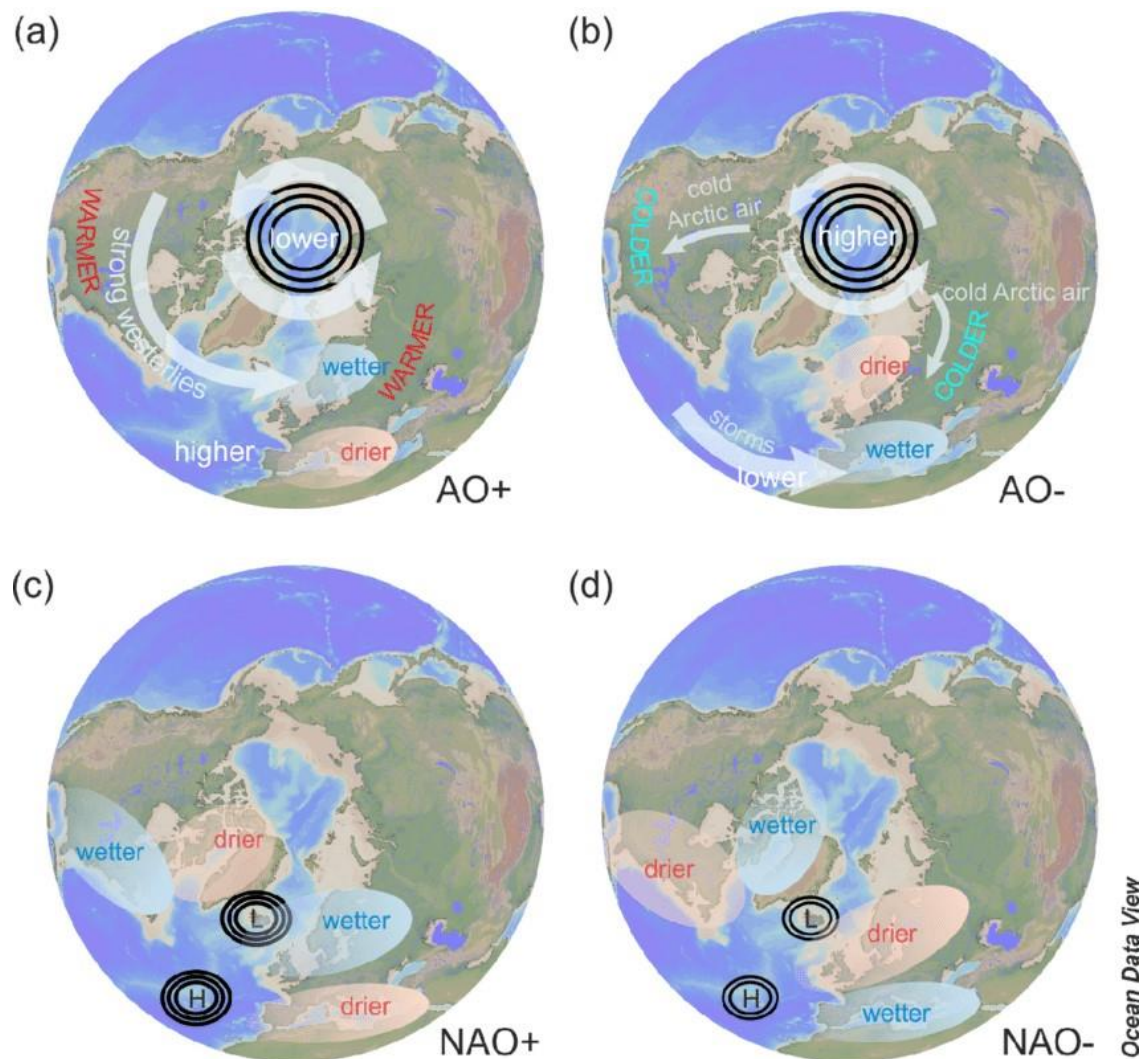 (a)
WARMER
strong westerlies
lower
wetter
WARMER
higher
drier
AO+
(b)
COLDER
cold
Arctic air
higher
cold Arctic air
COLDER
drier
storms
lower
wetter
AO-
(c)
wetter
drier
L
wetter
H
drier
NAO+
(d)
drier
wetter
L
drier
H
wetter
NAO-
Ocean Data View